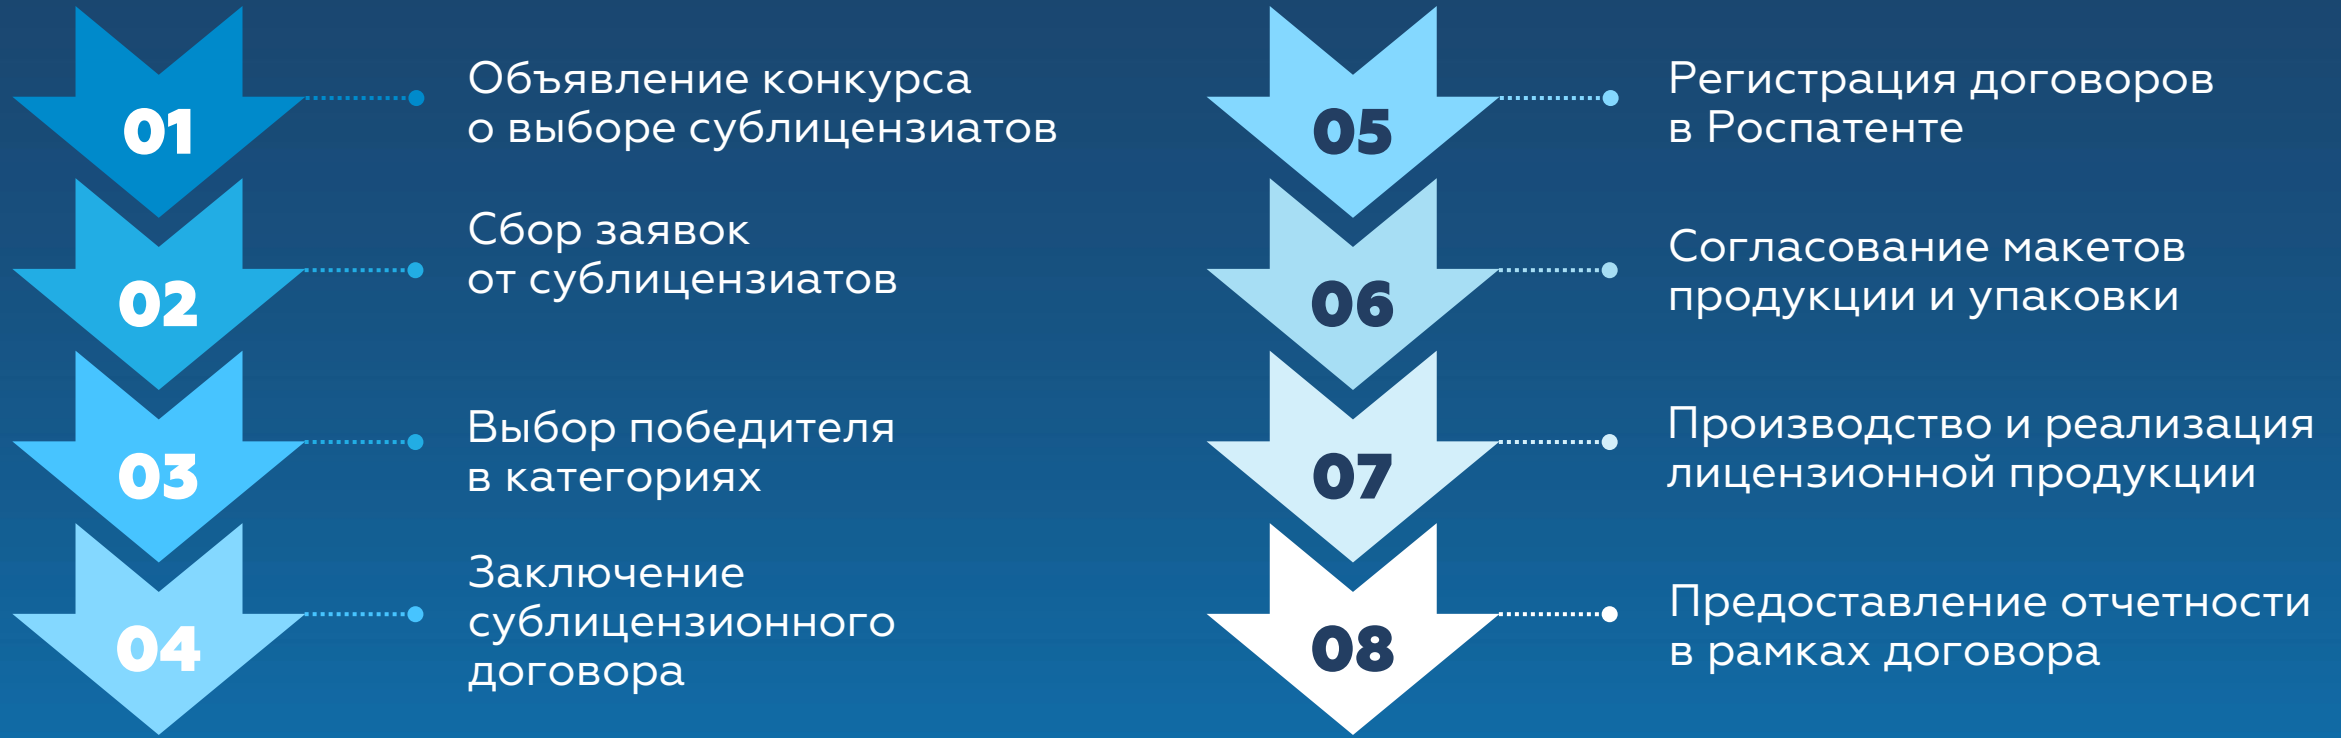 01
Объявление конкурса
о выборе сублицензиатов
02
Сбор заявок
от сублицензиатов
03
Выбор победителя
в категориях
04
Заключение
сублицензионного
договора
05
Регистрация договоров
в Роспатенте
06
Согласование макетов
продукции и упаковки
07
Производство и реализация
лицензионной продукции
08
Предоставление отчетности
в рамках договора